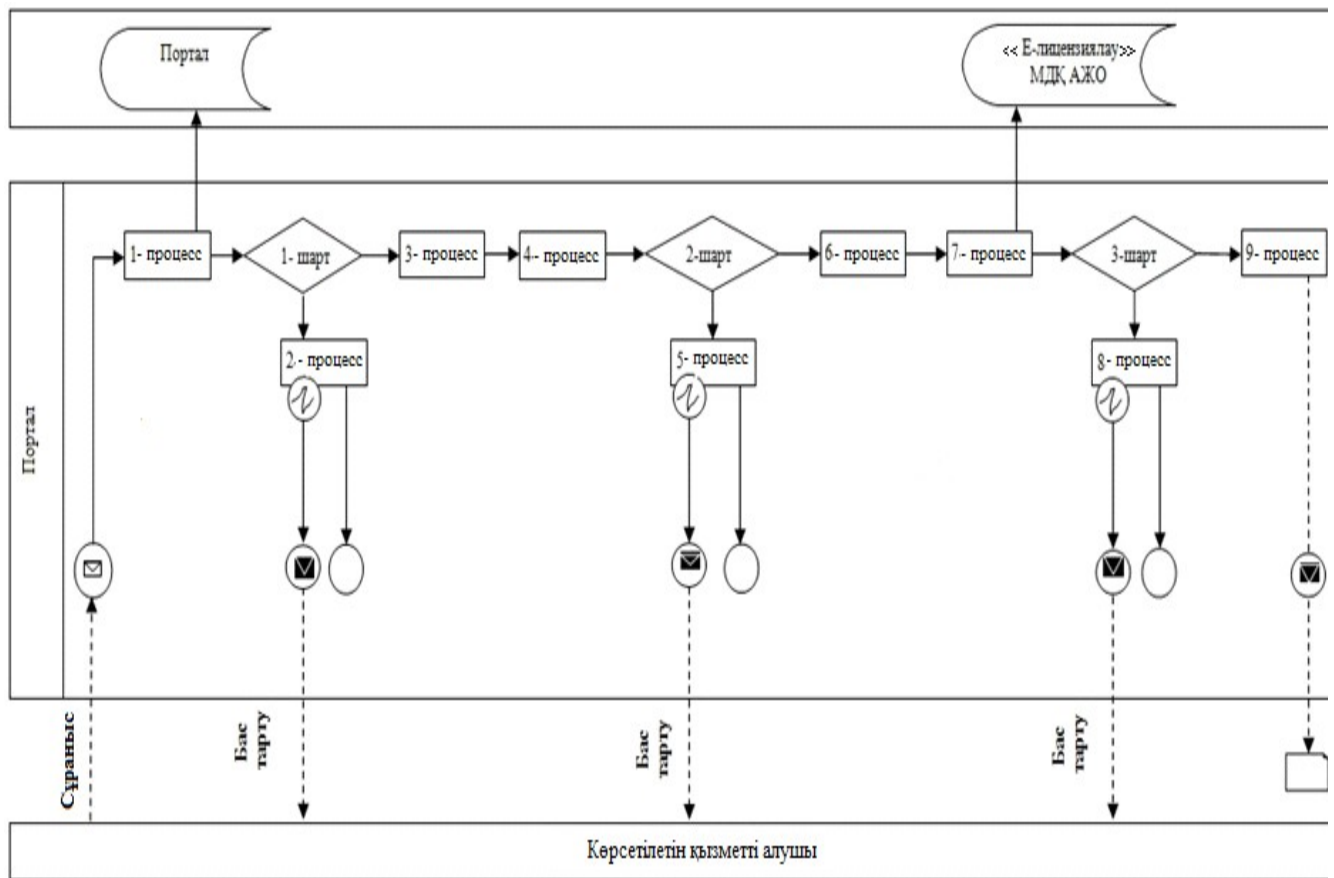 Портал
<< Е-лицензиялау>>
МДҚ АЖО
1- процесс
1- шарт
3- процесс
4- процесс
2-шарт
6- процесс
7- процесс
3-шарт
9- процесс
2- процесс
5- процесс
8- процесс
Портал
Сұраныс
Бас
тарту
Бас
тарту
Бас
тарту
Көрсетілетін қызметті алушы